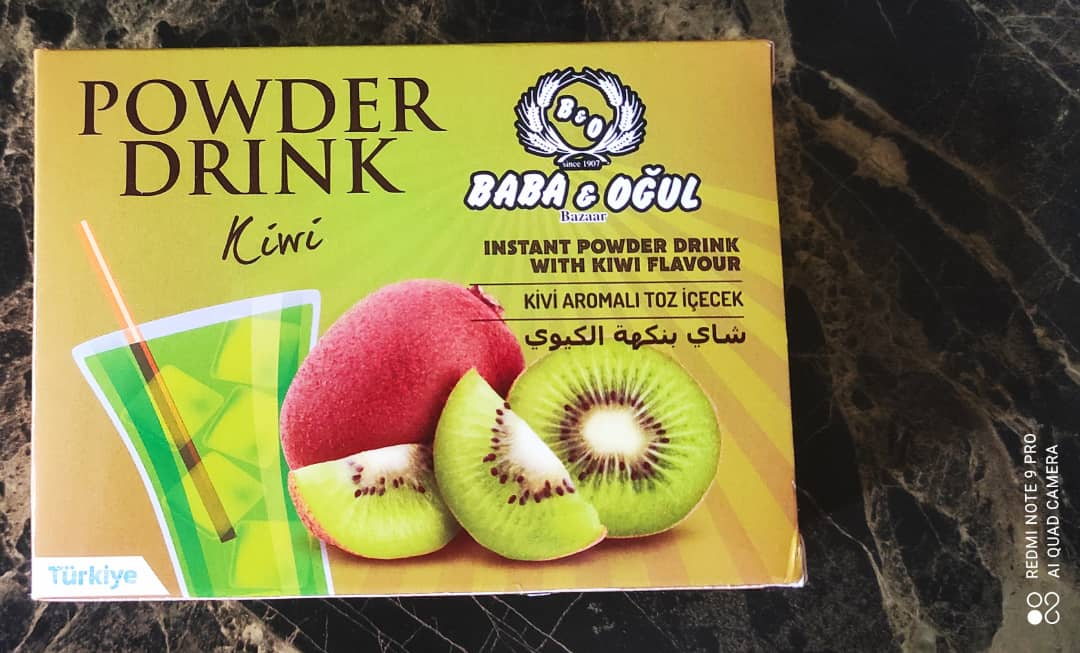 POWDER
DRINK
Kiwi
B&O
since 1907
BABA & OĞUL
Bazaar
INSTANT POWDER DRINK
WITH KIWI FLAVOUR
KİVİ AROMALI TOZ İÇECEK
شاي بنكهة الكيوي
Türkiye
REDMI NOTE 9 PRO
AI QUAD CAMERA